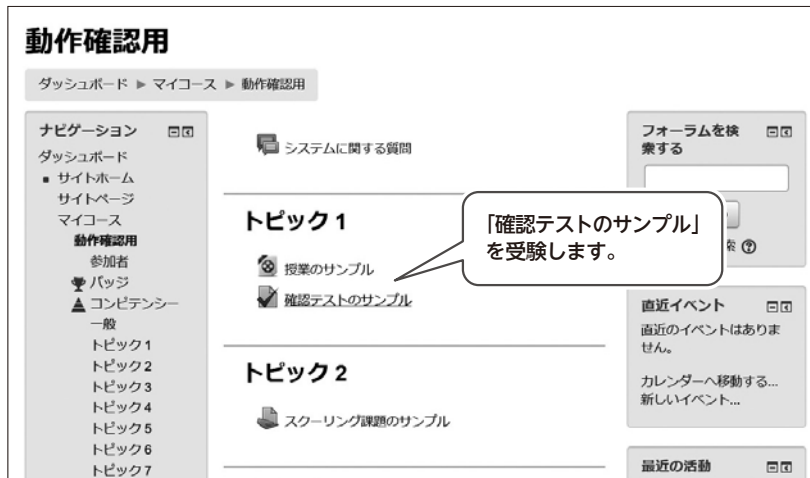 動作確認用
ダッシュボード ▶ マイコース ▶ 動作確認用
ナビゲーション
ダッシュボード
サイトホーム
サイトページ
マイコース
動作確認用
参加者
バッジ
コンピテンシー
一般
トピック1
トピック2
トピック3
トピック4
トピック5
トピック6
トピック7
システムに関する質問
トピック 1
授業のサンプル
確認テストのサンプル
「確認テストのサンプル」
を受験します。
トピック 2
スクーリング課題のサンプル
フォーラムを検
索する
直近イベント
直近のイベントはありま
せん。
カレンダーへ移動する...
新しいイベント...
最近の活動